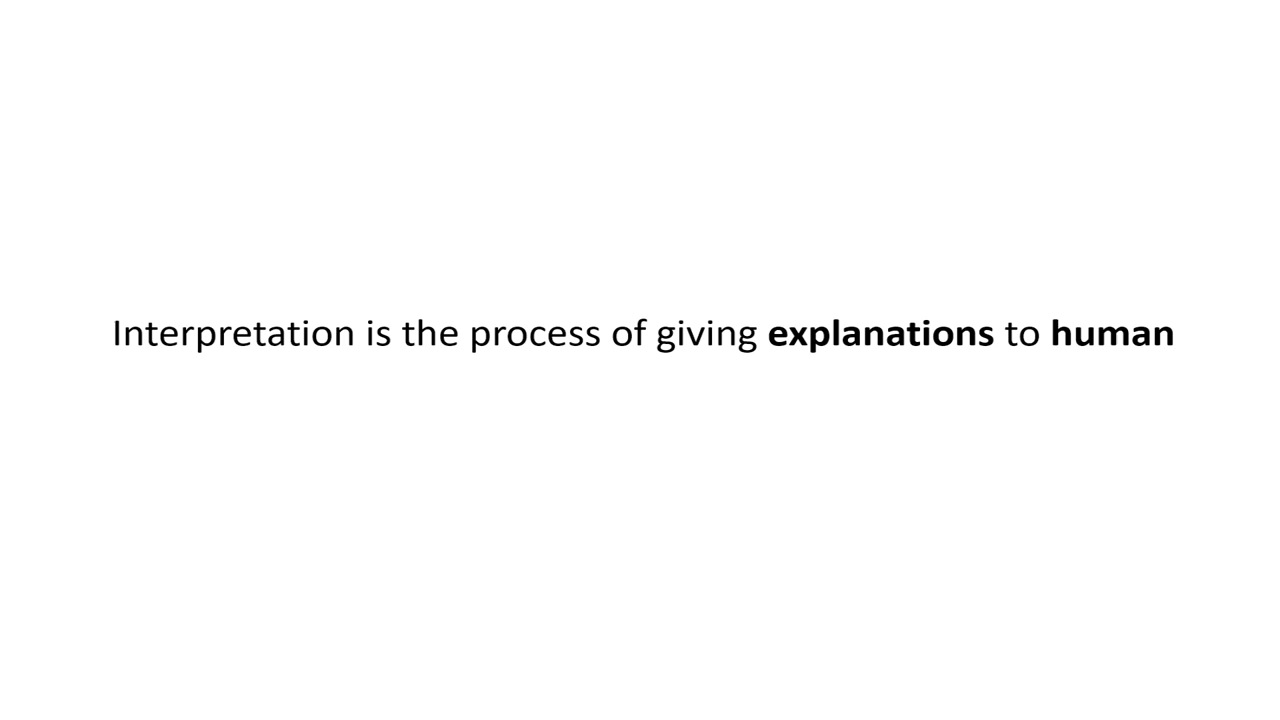 Interpretation is the process of giving explanations to human